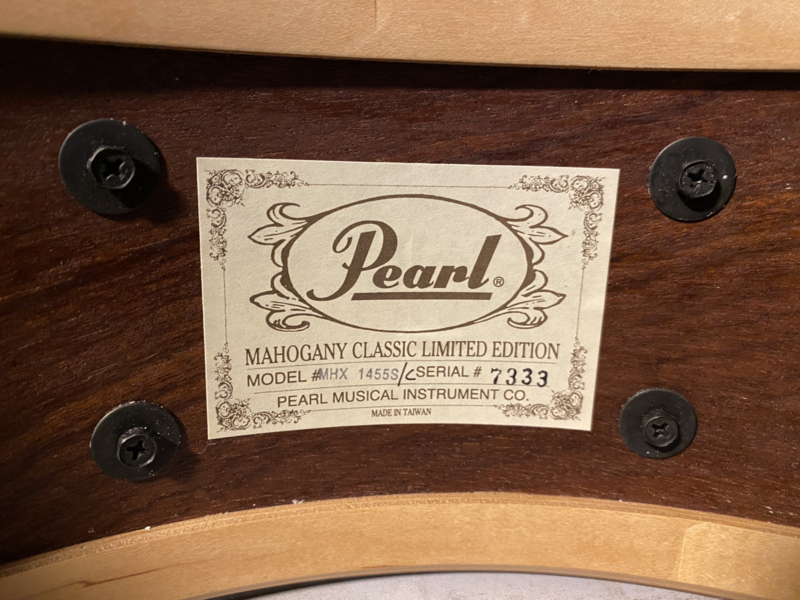 Pearl®
MAHOGANY CLASSIC LIMITED EDITION
MODEL # MHX 1455S/C SERIAL # 7333
PEARL MUSICAL INSTRUMENT CO.
MADE IN TAIWAN